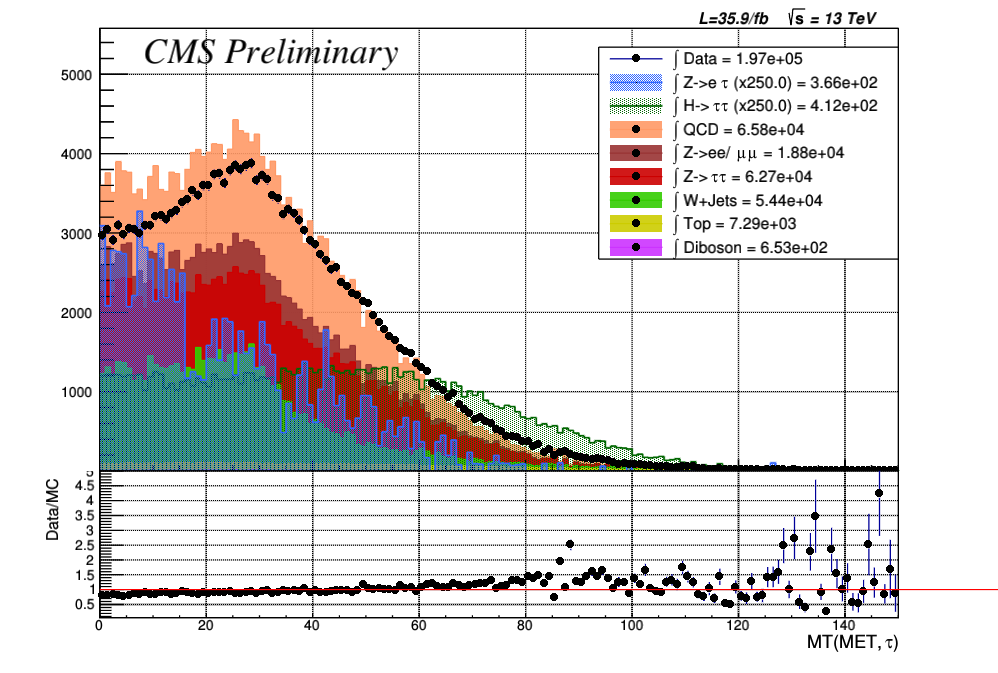 L=35.9/fb √s = 13 TeV
CMS Preliminary
∫ Data = 1.97e+05
∫ Z->e τ (x250.0) = 3.66e+02
∫ H-> ττ (x250.0) = 4.12e+02
∫ QCD = 6.58e+04
∫ Z->ee/ μμ = 1.88e+04
∫ Z-> ττ = 6.27e+04
∫ W+Jets = 5.44e+04
∫ Top = 7.29e+03
∫ Diboson = 6.53e+02
5000
4000
3000
2000
1000
Data/MC
5
4.5
4
3.5
3
2.5
2
1.5
1
0.5
0 20 40 60 80 100 120 140
MT(MET, τ)